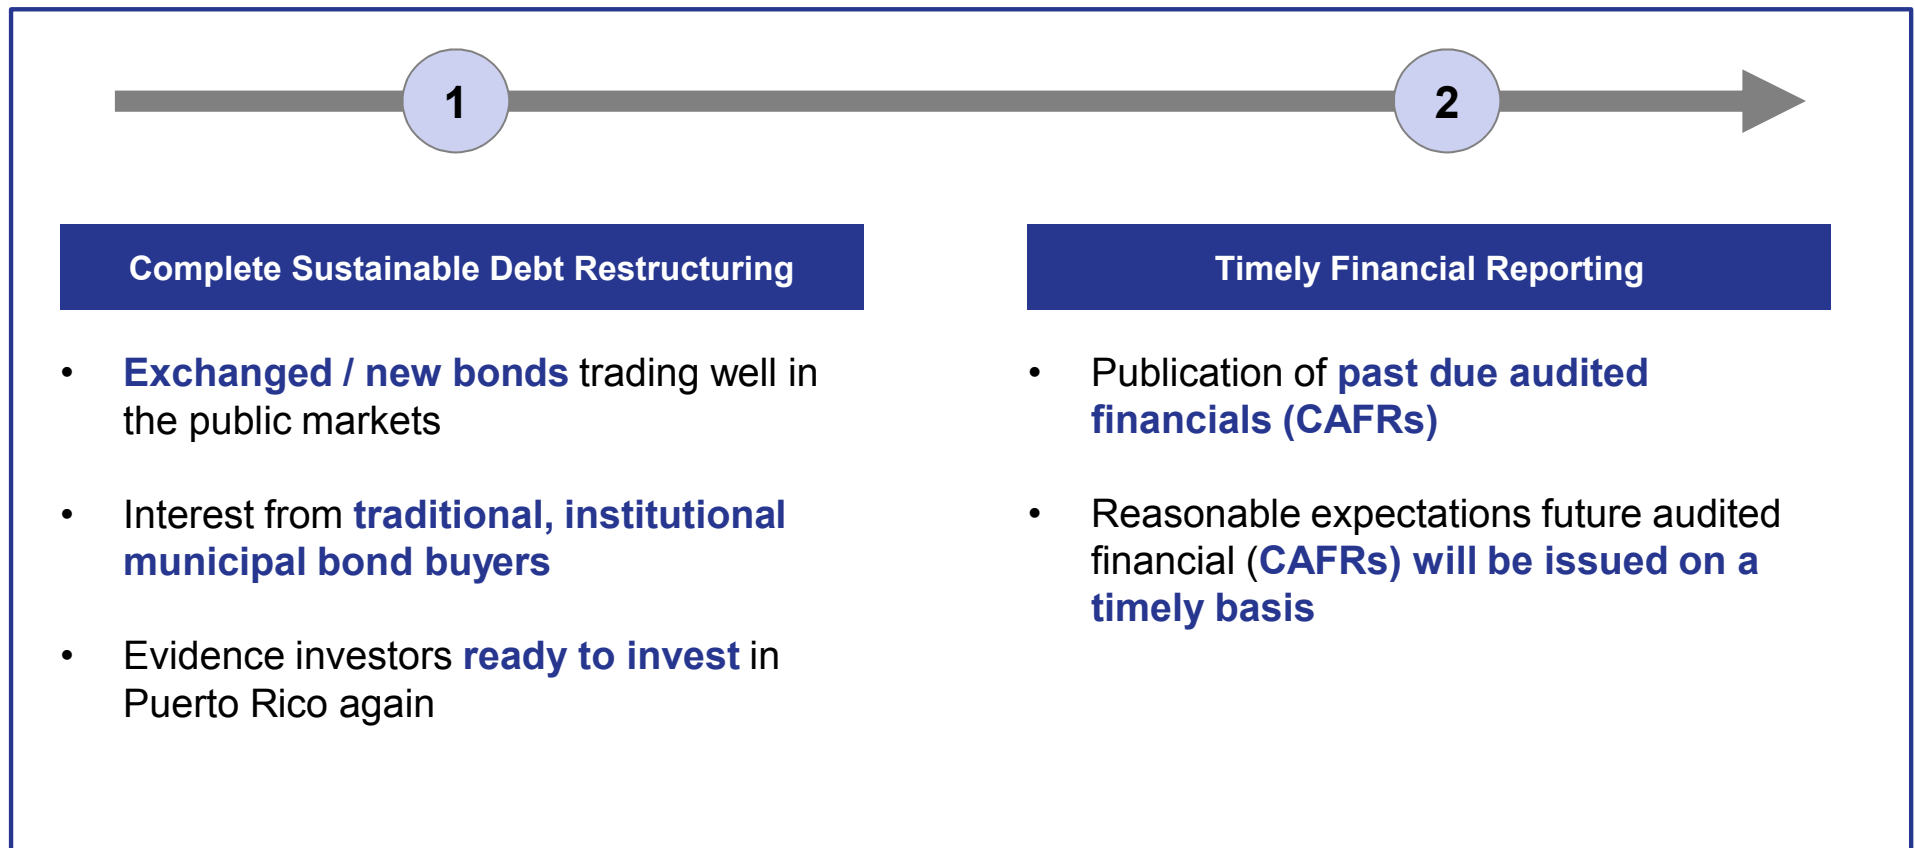 1
2
Complete Sustainable Debt Restructuring
• Exchanged / new bonds trading well in
the public markets
• Interest from traditional, institutional
municipal bond buyers
• Evidence investors ready to invest in
Puerto Rico again
Timely Financial Reporting
• Publication of past due audited
financials (CAFRs)
• Reasonable expectations future audited
financial (CAFRs) will be issued on a
timely basis